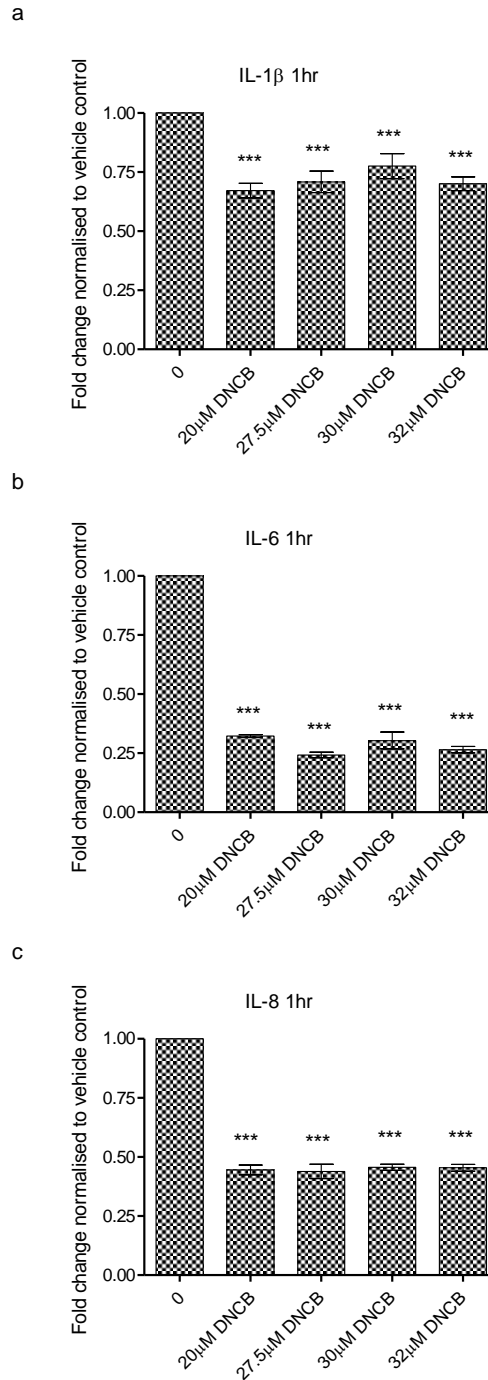 a
IL-1β 1hr
Fold change normalised to vehicle control
1.00
0.75
0.50
0.25
0.00
*** *** *** ***
0 20μM DNCB 27.5μM DNCB 30μM DNCB 32μM DNCB
b
IL-6 1hr
Fold change normalised to vehicle control
1.00
0.75
0.50
0.25
0.00
*** *** *** ***
0 20μM DNCB 27.5μM DNCB 30μM DNCB 32μM DNCB
c
IL-8 1hr
Fold change normalised to vehicle control
1.00
0.75
0.50
0.25
0.00
*** *** *** ***
0 20μM DNCB 27.5μM DNCB 30μM DNCB 32μM DNCB